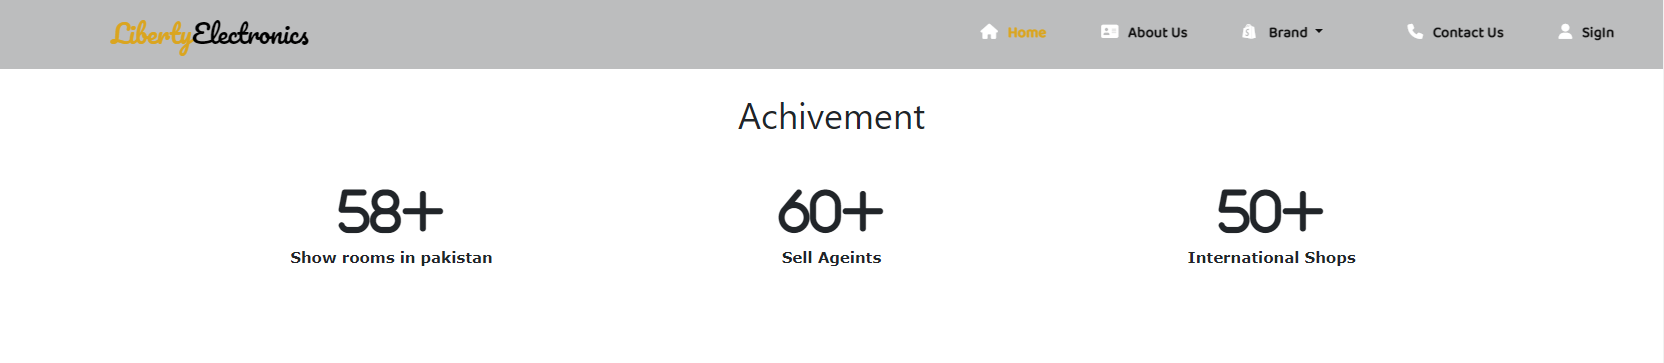 LibertyElectronics Home About Us Brand Contact Us SigIn
Achivement
58+ 60+ 50+
Show rooms in pakistan Sell Ageints International Shops